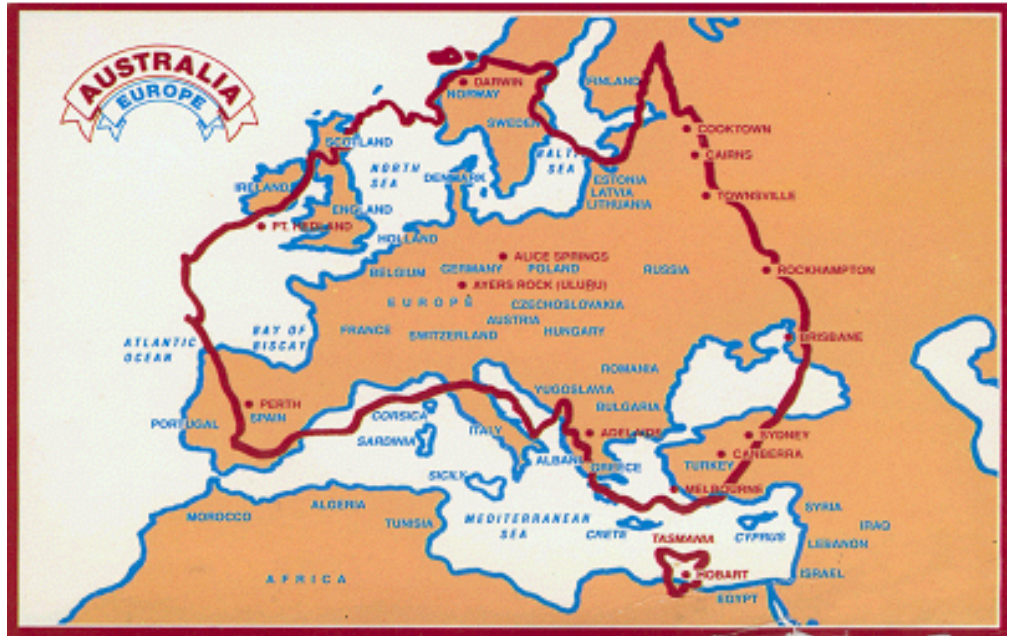 AUSTRALIA
EUROPE
DARWIN
NORWAY
FINLAND
SWEDEN
COOKTOWN
CAIRNS
SCOTLAND
NORTH
SEA
BALTIC
SEA
DENMARK
IRELAND
ESTONIA
LATVIA
LITHUANIA
TOWNSVILLE
ENGLAND
PT. HEDLAND
HOLLAND
ALICE SPRINGS
BELGIUM
GERMANY
POLAND
RUSSIA
ROCKHAMPTON
AYERS ROCK (ULURU)
EUROPE
CZECHOSLOVAKIA
AUSTRIA
FRANCE
SWITZERLAND
HUNGARY
BAY OF
BISCAY
ATLANTIC
OCEAN
BRISBANE
ROMANIA
YUGOSLAVIA
BULGARIA
PERTH
SPAIN
PORTUGAL
CORSICA
SARDINIA
ITALY
ADELAIDE
SYDNEY
CANBERRA
ALBANIA
GREECE
TURKEY
SICILY
MELBOURNE
MOROCCO
ALGERIA
TUNISIA
MEDITERRANEAN
SEA
CRETE
TASMANIA
CYPRUS
SYRIA
IRAQ
LEBANON
AFRICA
HOBART
ISRAEL
EGYPT